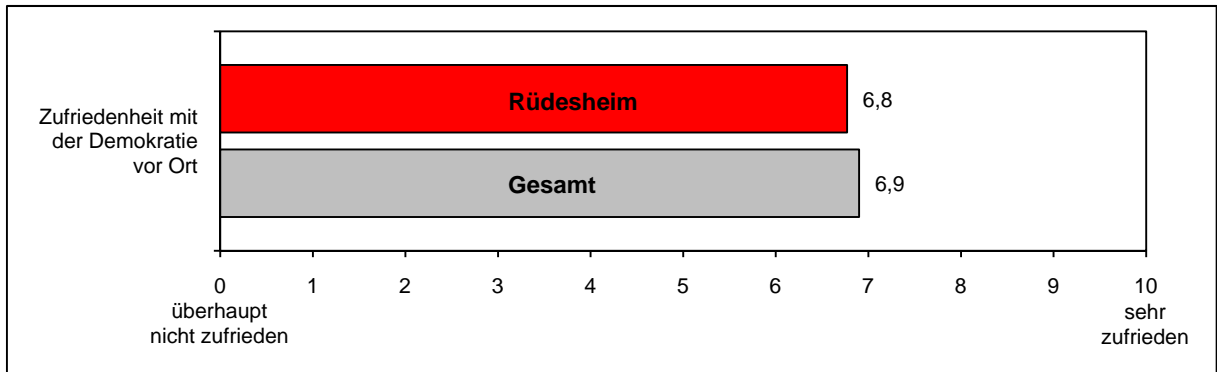 Zufriedenheit mit
der Demokratie
vor Ort
Rüdesheim
6,8
Gesamt
6,9
0 1 2 3 4 5 6 7 8 9 10
überhaupt
nicht zufrieden
sehr
zufrieden